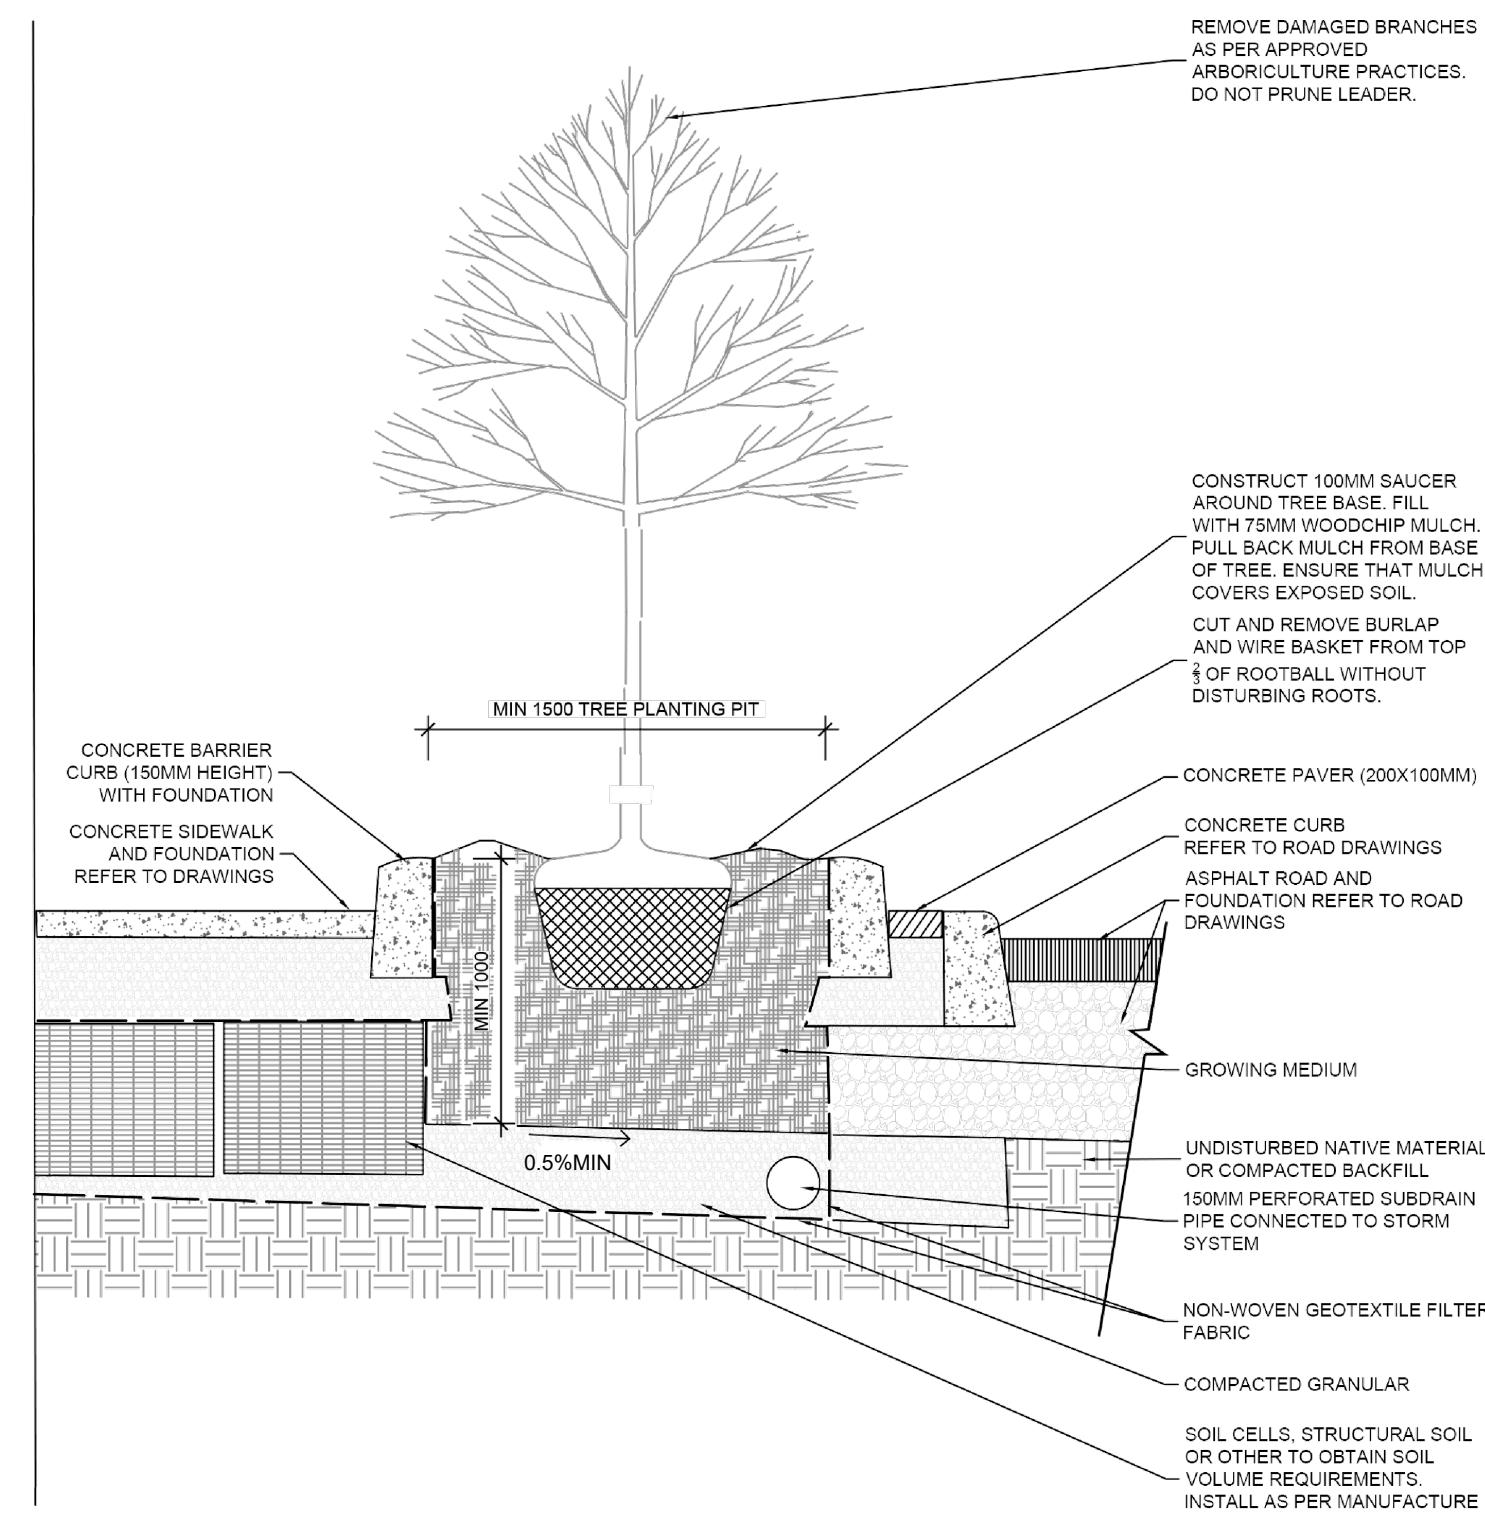 REMOVE DAMAGED BRANCHES
AS PER APPROVED
ARBORICULTURE PRACTICES.
DO NOT PRUNE LEADER.
CONSTRUCT 100MM SAUCER
AROUND TREE BASE. FILL
WITH 75MM WOODCHIP MULCH.
PULL BACK MULCH FROM BASE
OF TREE. ENSURE THAT MULCH
COVERS EXPOSED SOIL.
CUT AND REMOVE BURLAP
AND WIRE BASKET FROM TOP
2/3 OF ROOTBALL WITHOUT
DISTURBING ROOTS.
MIN 1500 TREE PLANTING PIT
CONCRETE BARRIER
CURB (150MM HEIGHT)
WITH FOUNDATION
CONCRETE SIDEWALK
AND FOUNDATION
REFER TO DRAWINGS
CONCRETE PAVER (200X100MM)
CONCRETE CURB
REFER TO ROAD DRAWINGS
ASPHALT ROAD AND
FOUNDATION REFER TO ROAD
DRAWINGS
MIN 1000
GROWING MEDIUM
0.5%MIN
UNDISTURBED NATIVE MATERIAL
OR COMPACTED BACKFILL
150MM PERFORATED SUBDRAIN
PIPE CONNECTED TO STORM
SYSTEM
NON-WOVEN GEOTEXTILE FILTER
FABRIC
COMPACTED GRANULAR
SOIL CELLS, STRUCTURAL SOIL
OR OTHER TO OBTAIN SOIL
VOLUME REQUIREMENTS.
INSTALL AS PER MANUFACTURE